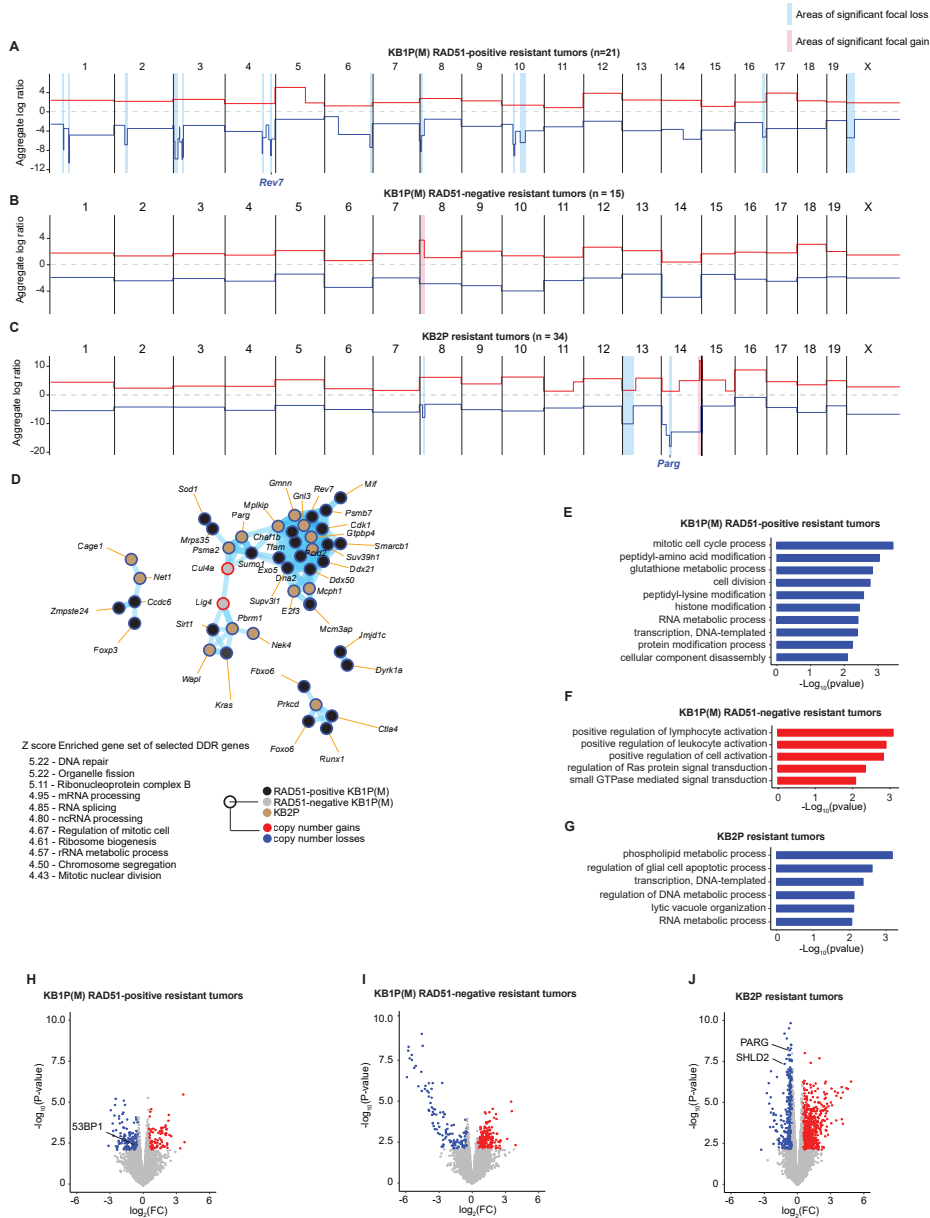 Areas of significant focal loss
Areas of significant focal gain
A
KB1P(M) RAD51-positive resistant tumors (n=21)
1 2 3 4 5 6 7 8 9 10 11 12 13 14 15 16 17 18 19 X
Aggregate log ratio
4
0
-4
-8
-12
Rev7
B
KB1P(M) RAD51-negative resistant tumors (n = 15)
1 2 3 4 5 6 7 8 9 10 11 12 13 14 15 16 17 18 19 X
Aggregate log ratio
4
0
-4
C
KB2P resistant tumors (n = 34)
1 2 3 4 5 6 7 8 9 10 11 12 13 14 15 16 17 18 19 X
Aggregate log ratio
10
0
-10
-20
Parg
D
Sod1
Mrps35
Psma2
Cul4a
Lig4
Sirt1
Wapl
Kras
Pbrm1
Nek4
Cage1
Net1
Ccdc6
Zmpste24
Foxp3
Parg
Mplkip
Gmnn
Gnl3
Rev7
Mif
Psmb7
Cdk1
Gtpbp4
Smarcb1
Suv39h1
Ddx21
Ddx50
Mcph1
Mcm3ap
E2f3
Supv3l1
Dna2
Exo5
Sumo1
Tfam
Chaf1b
Pold2
Jmjd1c
Dyrk1a
Fbxo6
Prkcd
Foxo6
Runx1
Ctla4
Z score Enriched gene set of selected DDR genes
5.22 - DNA repair
5.22 - Organelle fission
5.11 - Ribonucleoprotein complex B
4.95 - mRNA processing
4.85 - RNA splicing
4.80 - ncRNA processing
4.67 - Regulation of mitotic cell
4.61 - Ribosome biogenesis
4.57 - rRNA metabolic process
4.50 - Chromosome segregation
4.43 - Mitotic nuclear division
RAD51-positive KB1P(M)
RAD51-negative KB1P(M)
KB2P
copy number gains
copy number losses
E
KB1P(M) RAD51-positive resistant tumors
mitotic cell cycle process
peptidyl-amino acid modification
glutathione metabolic process
cell division
peptidyl-lysine modification
histone modification
RNA metabolic process
transcription, DNA-templated
protein modification process
cellular component disassembly
0 1 2 3
-Log10(pvalue)
F
KB1P(M) RAD51-negative resistant tumors
positive regulation of lymphocyte activation
positive regulation of leukocyte activation
positive regulation of cell activation
regulation of Ras protein signal transduction
small GTPase mediated signal transduction
0 1 2 3
-Log10(pvalue)
G
KB2P resistant tumors
phospholipid metabolic process
regulation of glial cell apoptotic process
transcription, DNA-templated
regulation of DNA metabolic process
lytic vacuole organization
RNA metabolic process
0 1 2 3
-Log10(pvalue)
H
KB1P(M) RAD51-positive resistant tumors
10.0
7.5
5.0
2.5
0
-log10(P-value)
53BP1
-6 -3 0 3 6
log2(FC)
I
KB1P(M) RAD51-negative resistant tumors
10.0
7.5
5.0
2.5
0
-log10(P-value)
-6 -3 0 3 6
log2(FC)
J
KB2P resistant tumors
10.0
7.5
5.0
2.5
0
-log10(P-value)
PARG
SHLD2
-6 -3 0 3 6
log2(FC)